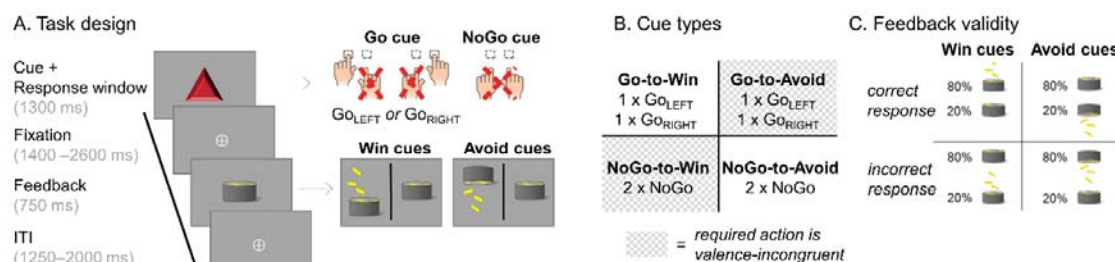 A. Task design
Cue +
Response window
(1300 ms)
Fixation
(1400 –2600 ms)
Feedback
(750 ms)
ITI
(1250–2000 ms)
Go cue
NoGo cue
GoLEFT or GoRIGHT
Win cues
Avoid cues
B. Cue types
Go-to-Win
1 x GoLEFT
1 x GoRIGHT
Go-to-Avoid
1 x GoLEFT
1 x GoRIGHT
NoGo-to-Win
2 x NoGo
NoGo-to-Avoid
2 x NoGo
= required action is
valence-incongruent
C. Feedback validity
Win cues
Avoid cues
correct
response
80%
80%
20%
20%
incorrect
response
80%
80%
20%
20%